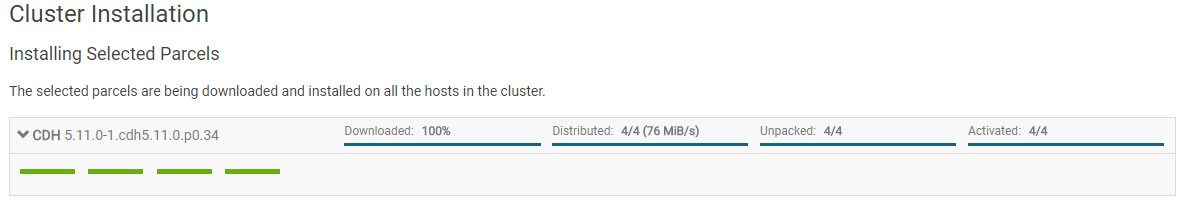 Cluster Installation
Installing Selected Parcels
The selected parcels are being downloaded and installed on all the hosts in the cluster.
CDH 5.11.0-1.cdh5.11.0.p0.34 Downloaded: 100% Distributed: 4/4 (76 MiB/s) Unpacked: 4/4 Activated: 4/4